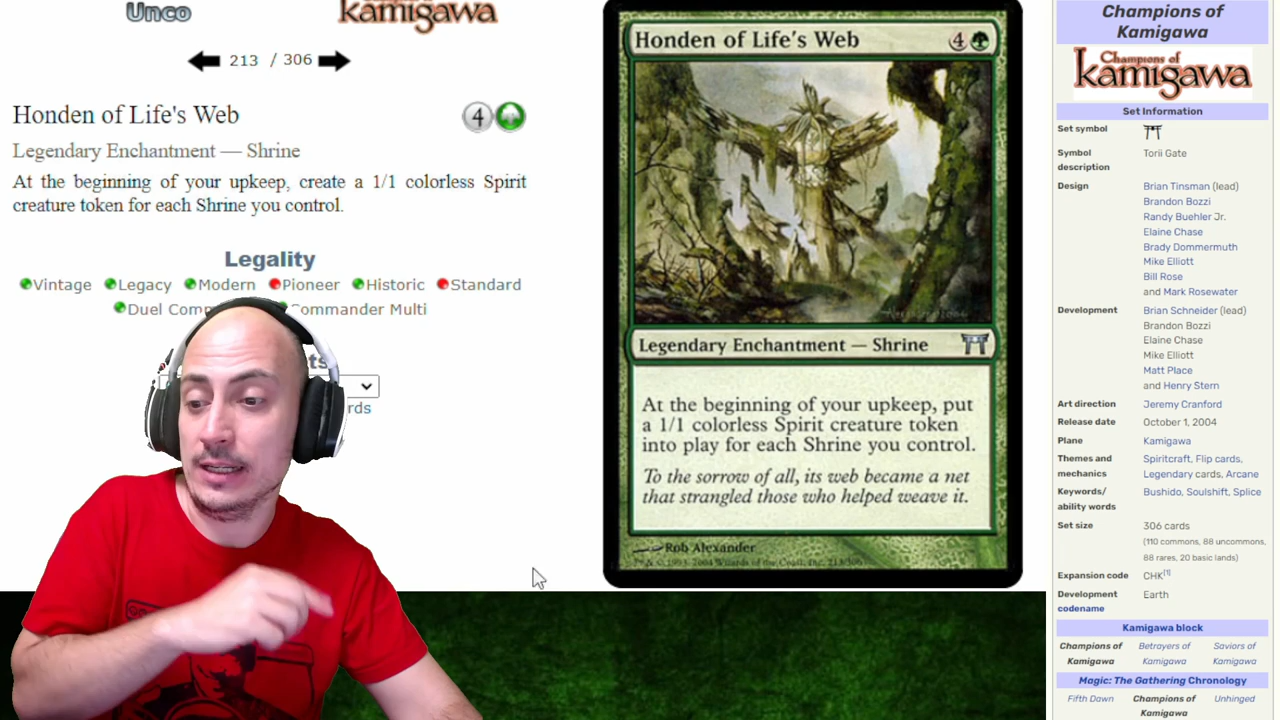 Unco
kamigawa
213 / 306
Honden of Life's Web
4
Legendary Enchantment — Shrine
At the beginning of your upkeep, create a 1/1 colorless Spirit
creature token for each Shrine you control.
Legality
Vintage Legacy Modern Pioneer Historic Standard
Duel Commander Multi
Honden of Life's Web 4
Legendary Enchantment — Shrine
At the beginning of your upkeep, put
a 1/1 colorless Spirit creature token
into play for each Shrine you control.
To the sorrow of all, its web became a net
that strangled those who helped weave it.
Rob Alexander
Champions of
Kamigawa
Champions of
kamigawa
Set Information
Set symbol
Symbol description Torii Gate
Design Brian Tinsman (lead)
Brandon Bozzi
Randy Buehler Jr.
Elaine Chase
Brady Dommermuth
Mike Elliott
Bill Rose
and Mark Rosewater
Development Brian Schneider (lead)
Brandon Bozzi
Elaine Chase
Mike Elliott
Matt Place
and Henry Stern
Art direction Jeremy Cranford
Release date October 1, 2004
Plane Kamigawa
Themes and Spiritcraft, Flip cards,
mechanics Legendary cards, Arcane
Keywords/ Bushido, Soulshift, Splice
ability words
Set size 306 cards
(110 commons, 88 uncommons,
88 rares, 20 basic lands)
Expansion code CHK[1]
Development Earth
codename
Kamigawa block
Champions of Betrayers of Saviors of
Kamigawa Kamigawa Kamigawa
Magic: The Gathering Chronology
Fifth Dawn Champions of Unhinged
Kamigawa